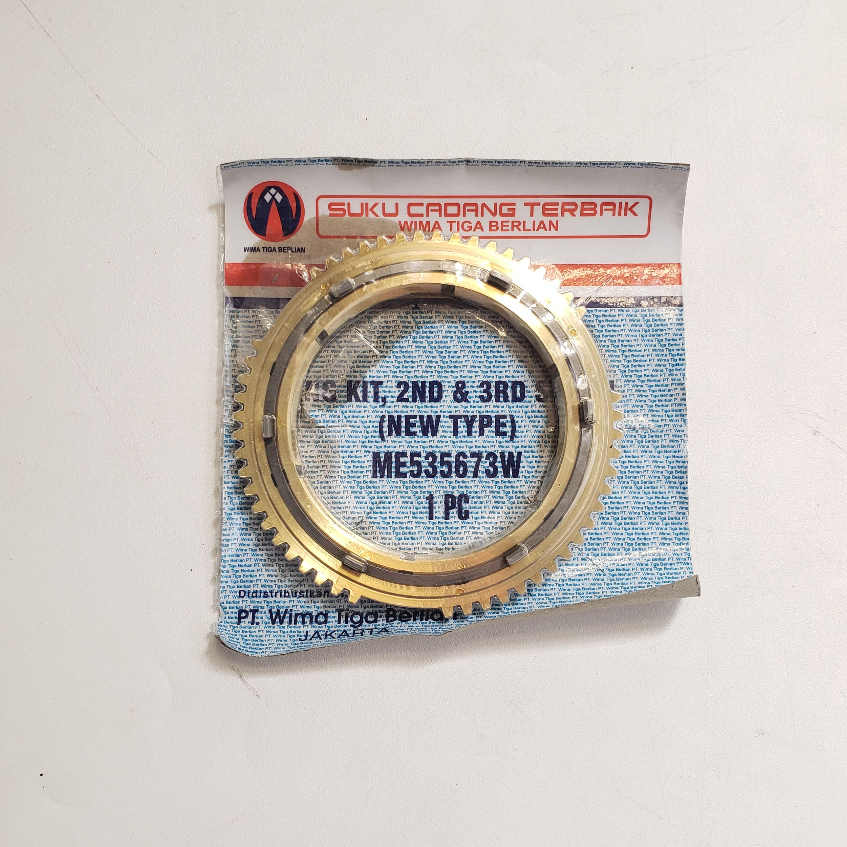 WIMA TIGA BERLIAN
SUKU CADANG TERBAIK
WIMA TIGA BERLIAN
KIT, 2ND & 3RD
(NEW TYPE)
ME535673W
1 PC
Didistribusikan
PT. Wima Tiga Berlia
JAKARTA